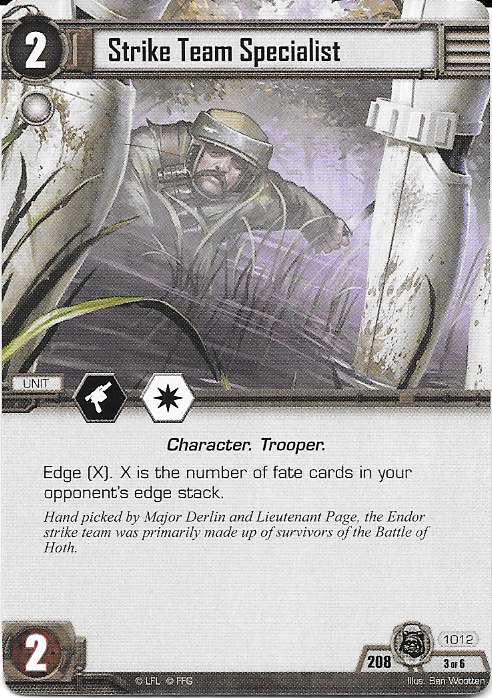 2
Strike Team Specialist
UNIT
Character. Trooper.
Edge (X). X is the number of fate cards in your
opponent's edge stack.
Hand picked by Major Derlin and Lieutenant Page, the Endor
strike team was primarily made up of survivors of the Battle of
Hoth.
2
© LFL © FFG
208
1012
3 OF 6
Illus. Ben Wootten